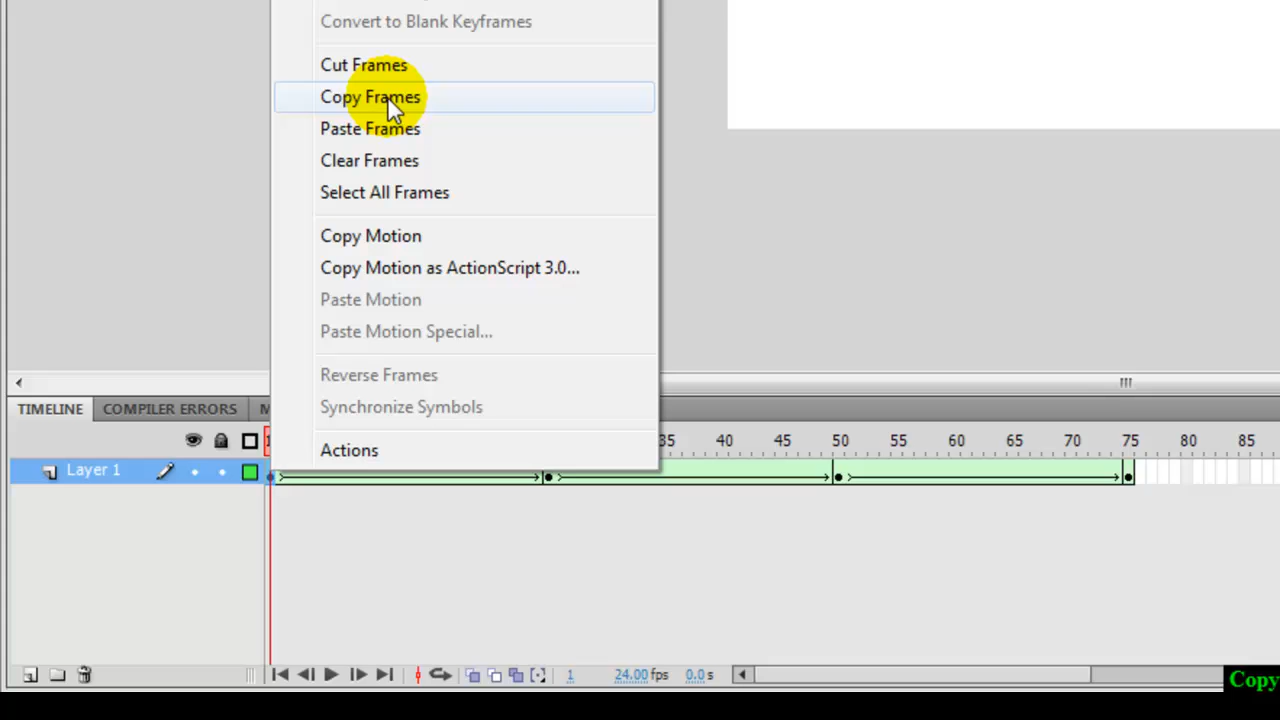 Convert to Blank Keyframes
Cut Frames
Copy Frames
Paste Frames
Clear Frames
Select All Frames
Copy Motion
Copy Motion as ActionScript 3.0...
Paste Motion
Paste Motion Special...
Reverse Frames
Synchronize Symbols
Actions
TIMELINE COMPILER ERRORS M
35 40 45 50 55 60 65 70 75 80 85
Layer 1
1 24.00 fps 0.0 s
Copy